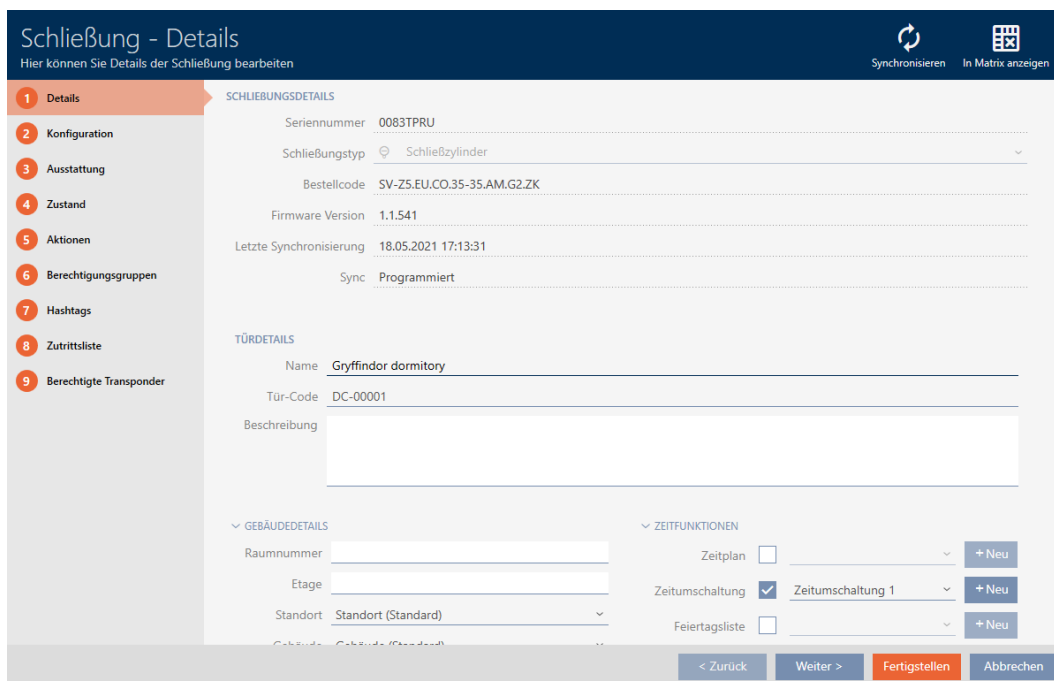 Schließung - Details
Hier können Sie Details der Schließung bearbeiten
Synchronisieren
In Matrix anzeigen
1 Details
2 Konfiguration
3 Ausstattung
4 Zustand
5 Aktionen
6 Berechtigungsgruppen
7 Hashtags
8 Zutrittsliste
9 Berechtigte Transponder
SCHLIEßUNGSDETAILS
Seriennummer 0083TPRU
Schließungstyp Schließzylinder
Bestellcode SV-Z5.EU.CO.35-35.AM.G2.ZK
Firmware Version 1.1.541
Letzte Synchronisierung 18.05.2021 17:13:31
Sync Programmiert
TÜRDETAILS
Name Gryffindor dormitory
Tür-Code DC-00001
Beschreibung
GEBÄUDEDETAILS
Raumnummer
Etage
Standort Standort (Standard)
Gebäude Gebäude (Standard)
ZEITFUNKTIONEN
Zeitplan + Neu
Zeitumschaltung Zeitumschaltung 1 + Neu
Feiertagsliste + Neu
< Zurück Weiter > Fertigstellen Abbrechen